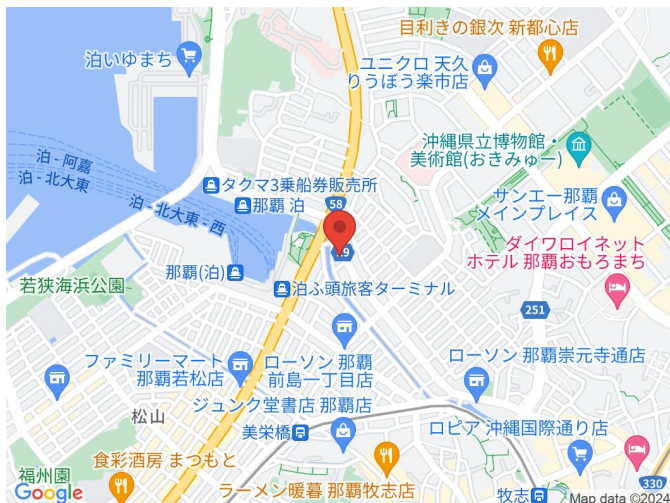 目利きの銀次 新都心店
泊いゆまち
ユニクロ 天久
りうぼう楽市店
沖縄県立博物館・
美術館(おきみゅー)
泊 - 阿嘉
泊 - 北大東
泊 - 北大東 - 西
タクマ3乗船券販売所
那覇 泊
58
サンエー那覇
メインプレイス
ダイワロイネット
ホテル 那覇おもろまち
那覇(泊)
若狭海浜公園
泊ふ頭旅客ターミナル
251
ファミリーマート
那覇若松店
ローソン 那覇
前島一丁目店
ローソン 那覇崇元寺通店
ジュンク堂書店 那覇店
松山
美栄橋
ロピア 沖縄国際通り店
福州園
食彩酒房 まつもと
ラーメン暖暮 那覇牧志店
牧志
330
Google
Map data ©2024